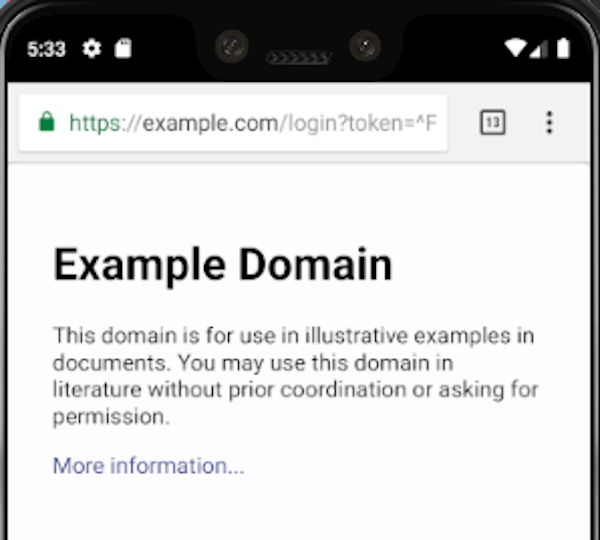 5:33
https://example.com/login?token=^F
13
Example Domain
This domain is for use in illustrative examples in
documents. You may use this domain in
literature without prior coordination or asking for
permission.
More information...